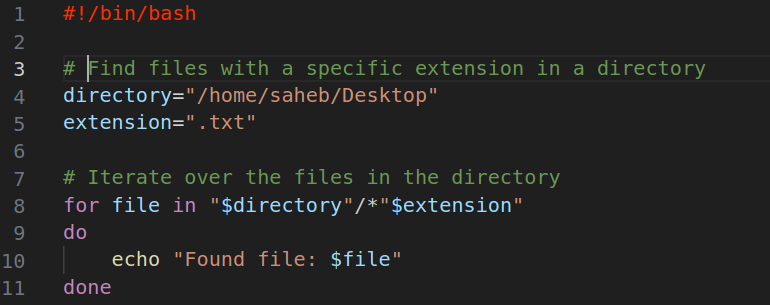 1 #!/bin/bash
2
3 # Find files with a specific extension in a directory
4 directory="/home/saheb/Desktop"
5 extension=".txt"
6
7 # Iterate over the files in the directory
8 for file in "$directory"/*"$extension"
9 do
10     echo "Found file: $file"
11 done